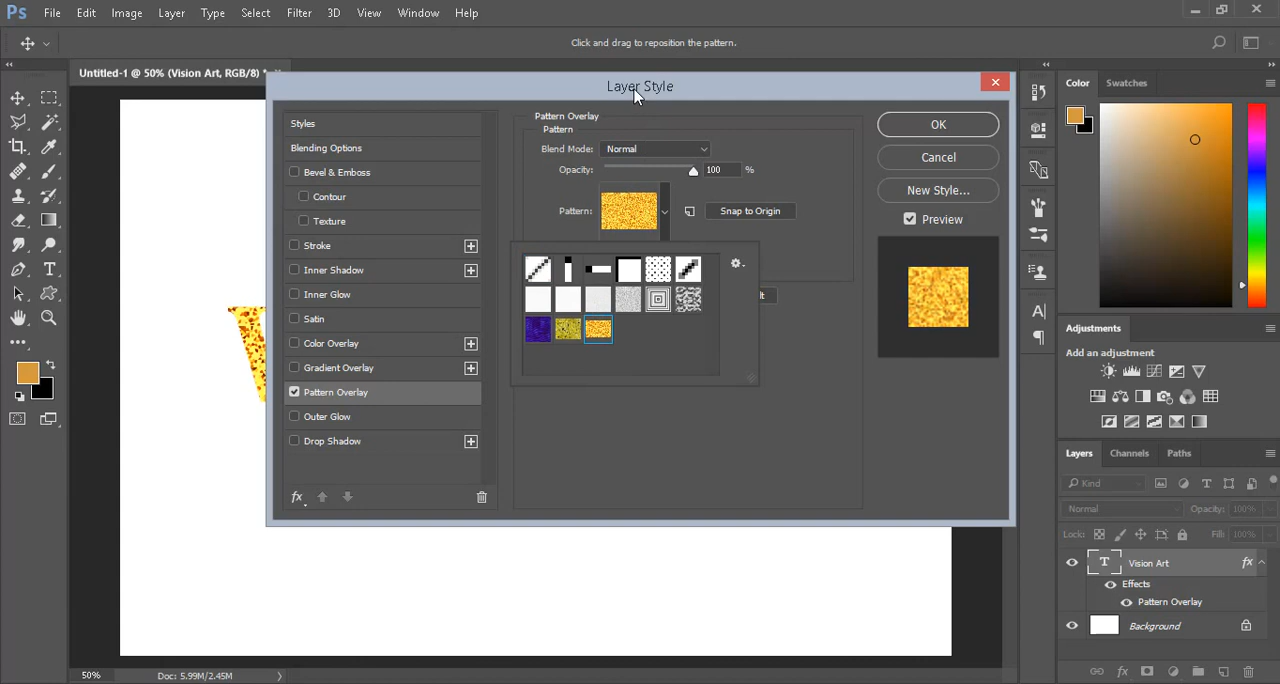 Ps File Edit Image Layer Type Select Filter 3D View Window Help
Click and drag to reposition the pattern.
Untitled-1 @ 50% (Vision Art, RGB/8) *
Layer Style
Color Swatches
Styles
Blending Options
Bevel & Emboss
Contour
Texture
Stroke
Inner Shadow
Inner Glow
Satin
Color Overlay
Gradient Overlay
Pattern Overlay
Outer Glow
Drop Shadow
fx
Pattern Overlay
Pattern
Blend Mode: Normal
Opacity: 100 %
Pattern: Snap to Origin
lt
OK
Cancel
New Style...
Preview
Adjustments
Add an adjustment
Layers Channels Paths
Kind
Normal Opacity: 100%
Lock: Fill: 100%
T Vision Art fx
Effects
Pattern Overlay
Background
50% Doc: 5.99M/2.45M